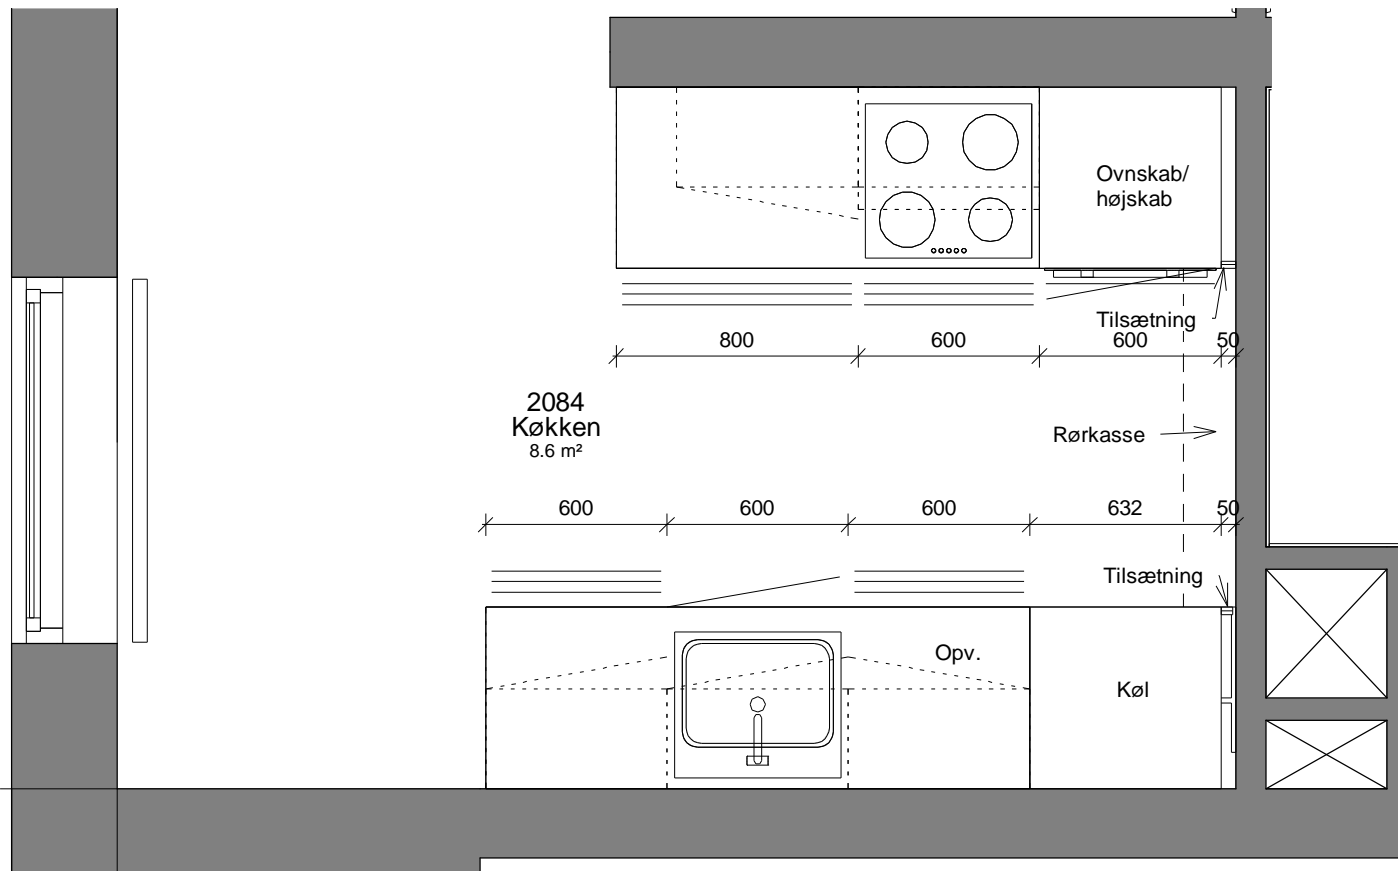 Ovnskab/
højskab
Tilsætning
800 600 600 50
2084
Køkken
8.6 m²
Rørkasse
600 600 600 632 50
Tilsætning
Opv.
Køl